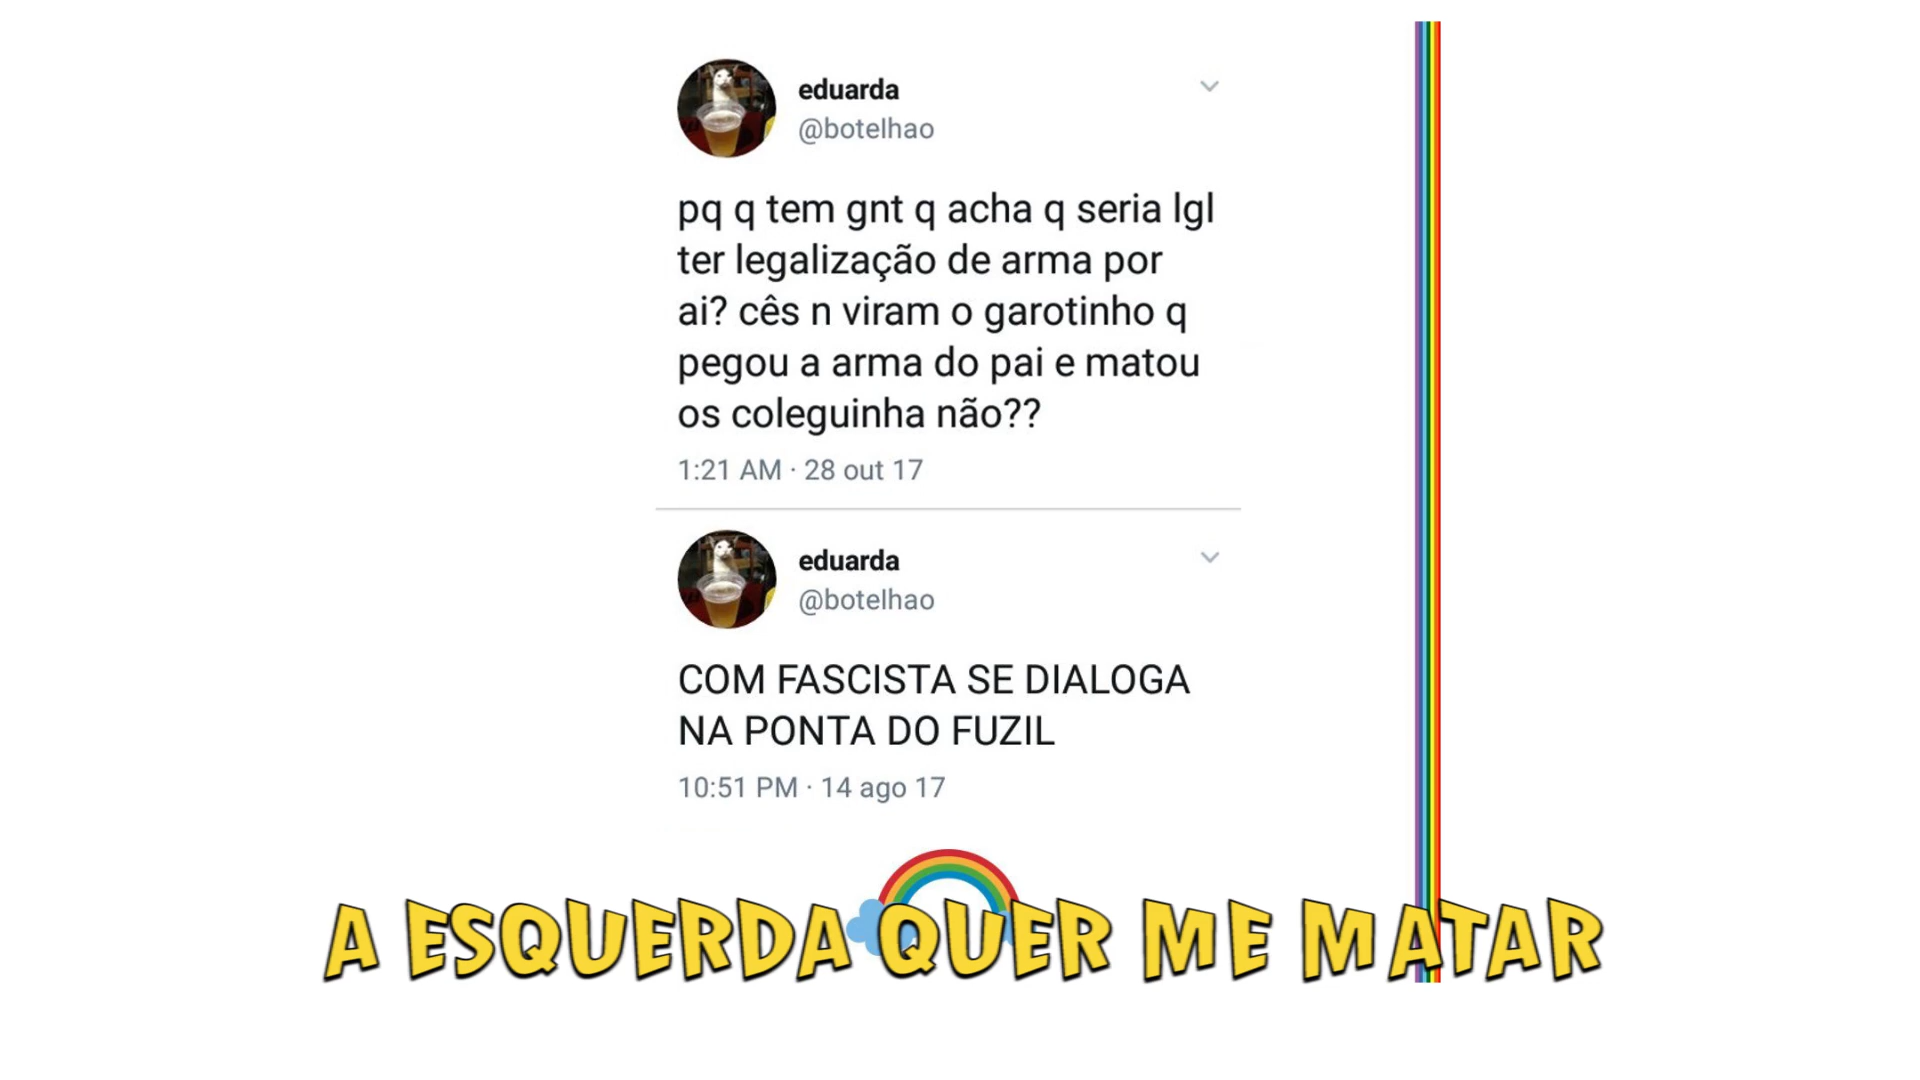 eduarda
@botelhao
pq q tem gnt q acha q seria lgl
ter legalização de arma por
ai? cês n viram o garotinho q
pegou a arma do pai e matou
os coleguinha não??
1:21 AM · 28 out 17
eduarda
@botelhao
COM FASCISTA SE DIALOGA
NA PONTA DO FUZIL
10:51 PM · 14 ago 17
A ESQUERDA QUER ME MATAR